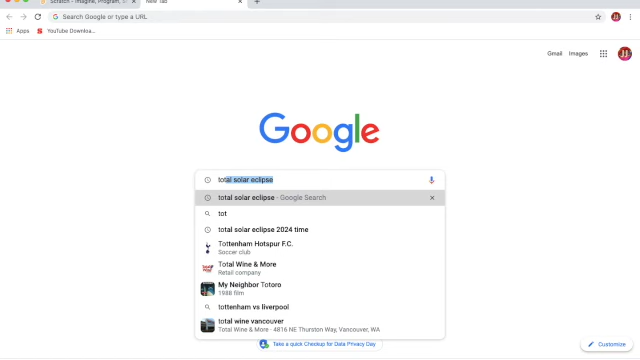 Scratch - Imagine, Program, S
New Tab
Search Google or type a URL
Apps
YouTube Downloa...
Gmail
Images
Google
total solar eclipse
total solar eclipse - Google Search
tot
total solar eclipse 2024 time
Tottenham Hotspur F.C.
Soccer club
Total Wine & More
Retail company
My Neighbor Totoro
1988 film
tottenham vs liverpool
total wine vancouver
Total Wine & More · 4816 NE Thurston Way, Vancouver, WA
Take a quick Checkup for Data Privacy Day
Customize